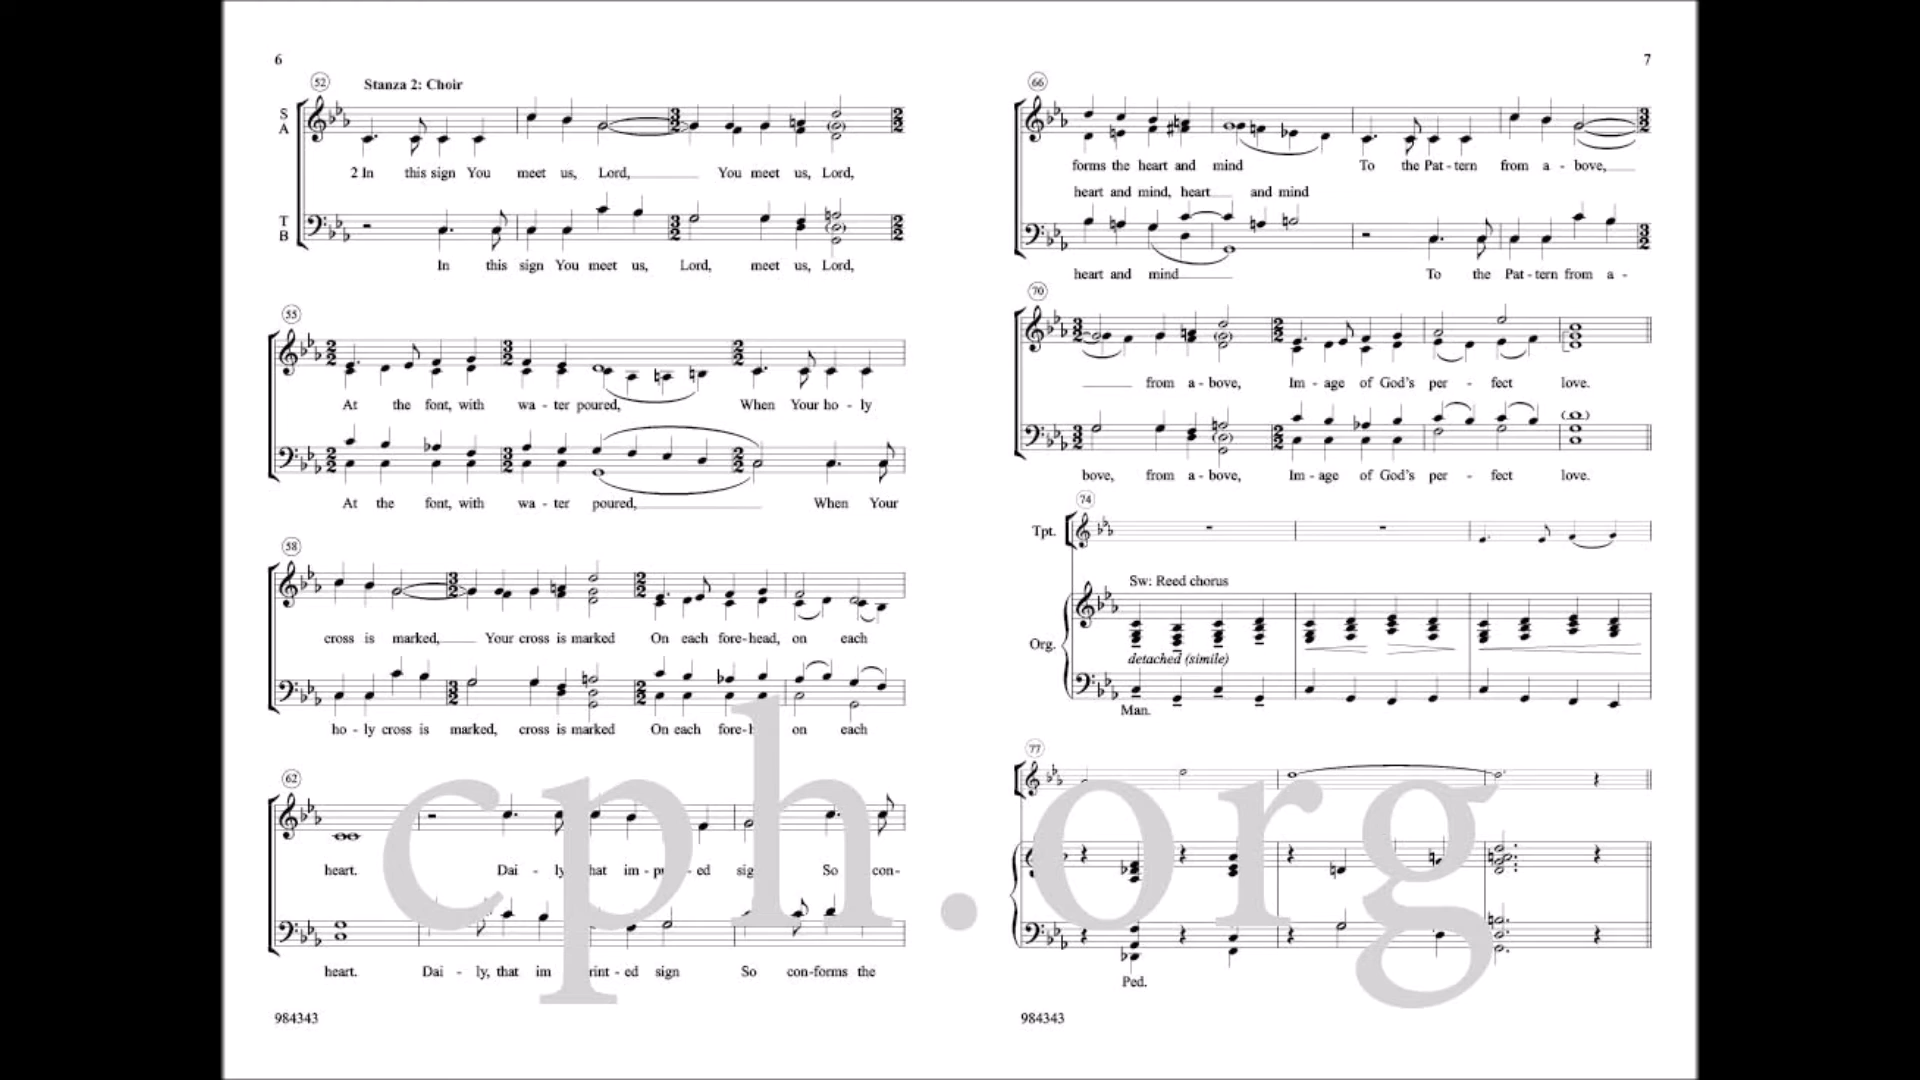 6
52
Stanza 2: Choir
S
A
2 In this sign You meet us, Lord, You meet us, Lord,
T
B
In this sign You meet us, Lord, meet us, Lord,
55
At the font, with wa - ter poured, When Your ho - ly
At the font, with wa - ter poured, When Your
58
cross is marked, Your cross is marked On each fore-head, on each
ho - ly cross is marked, cross is marked On each on each
62
heart. Dai - im - ed So con-
heart. Dai - ly, that sign So con-forms the
984343
7
66
forms the heart and mind To the Pat - tern from a - bove,
heart and mind, heart and mind
heart and mind To the Pat - tern from a -
70
from a - bove, Im - age of God's per - fect love.
bove, from a - bove, Im - age of God's per - fect love.
74
Tpt.
Sw: Reed chorus
Org.
detached (simile)
Man.
77
Ped.
984343
cph.org